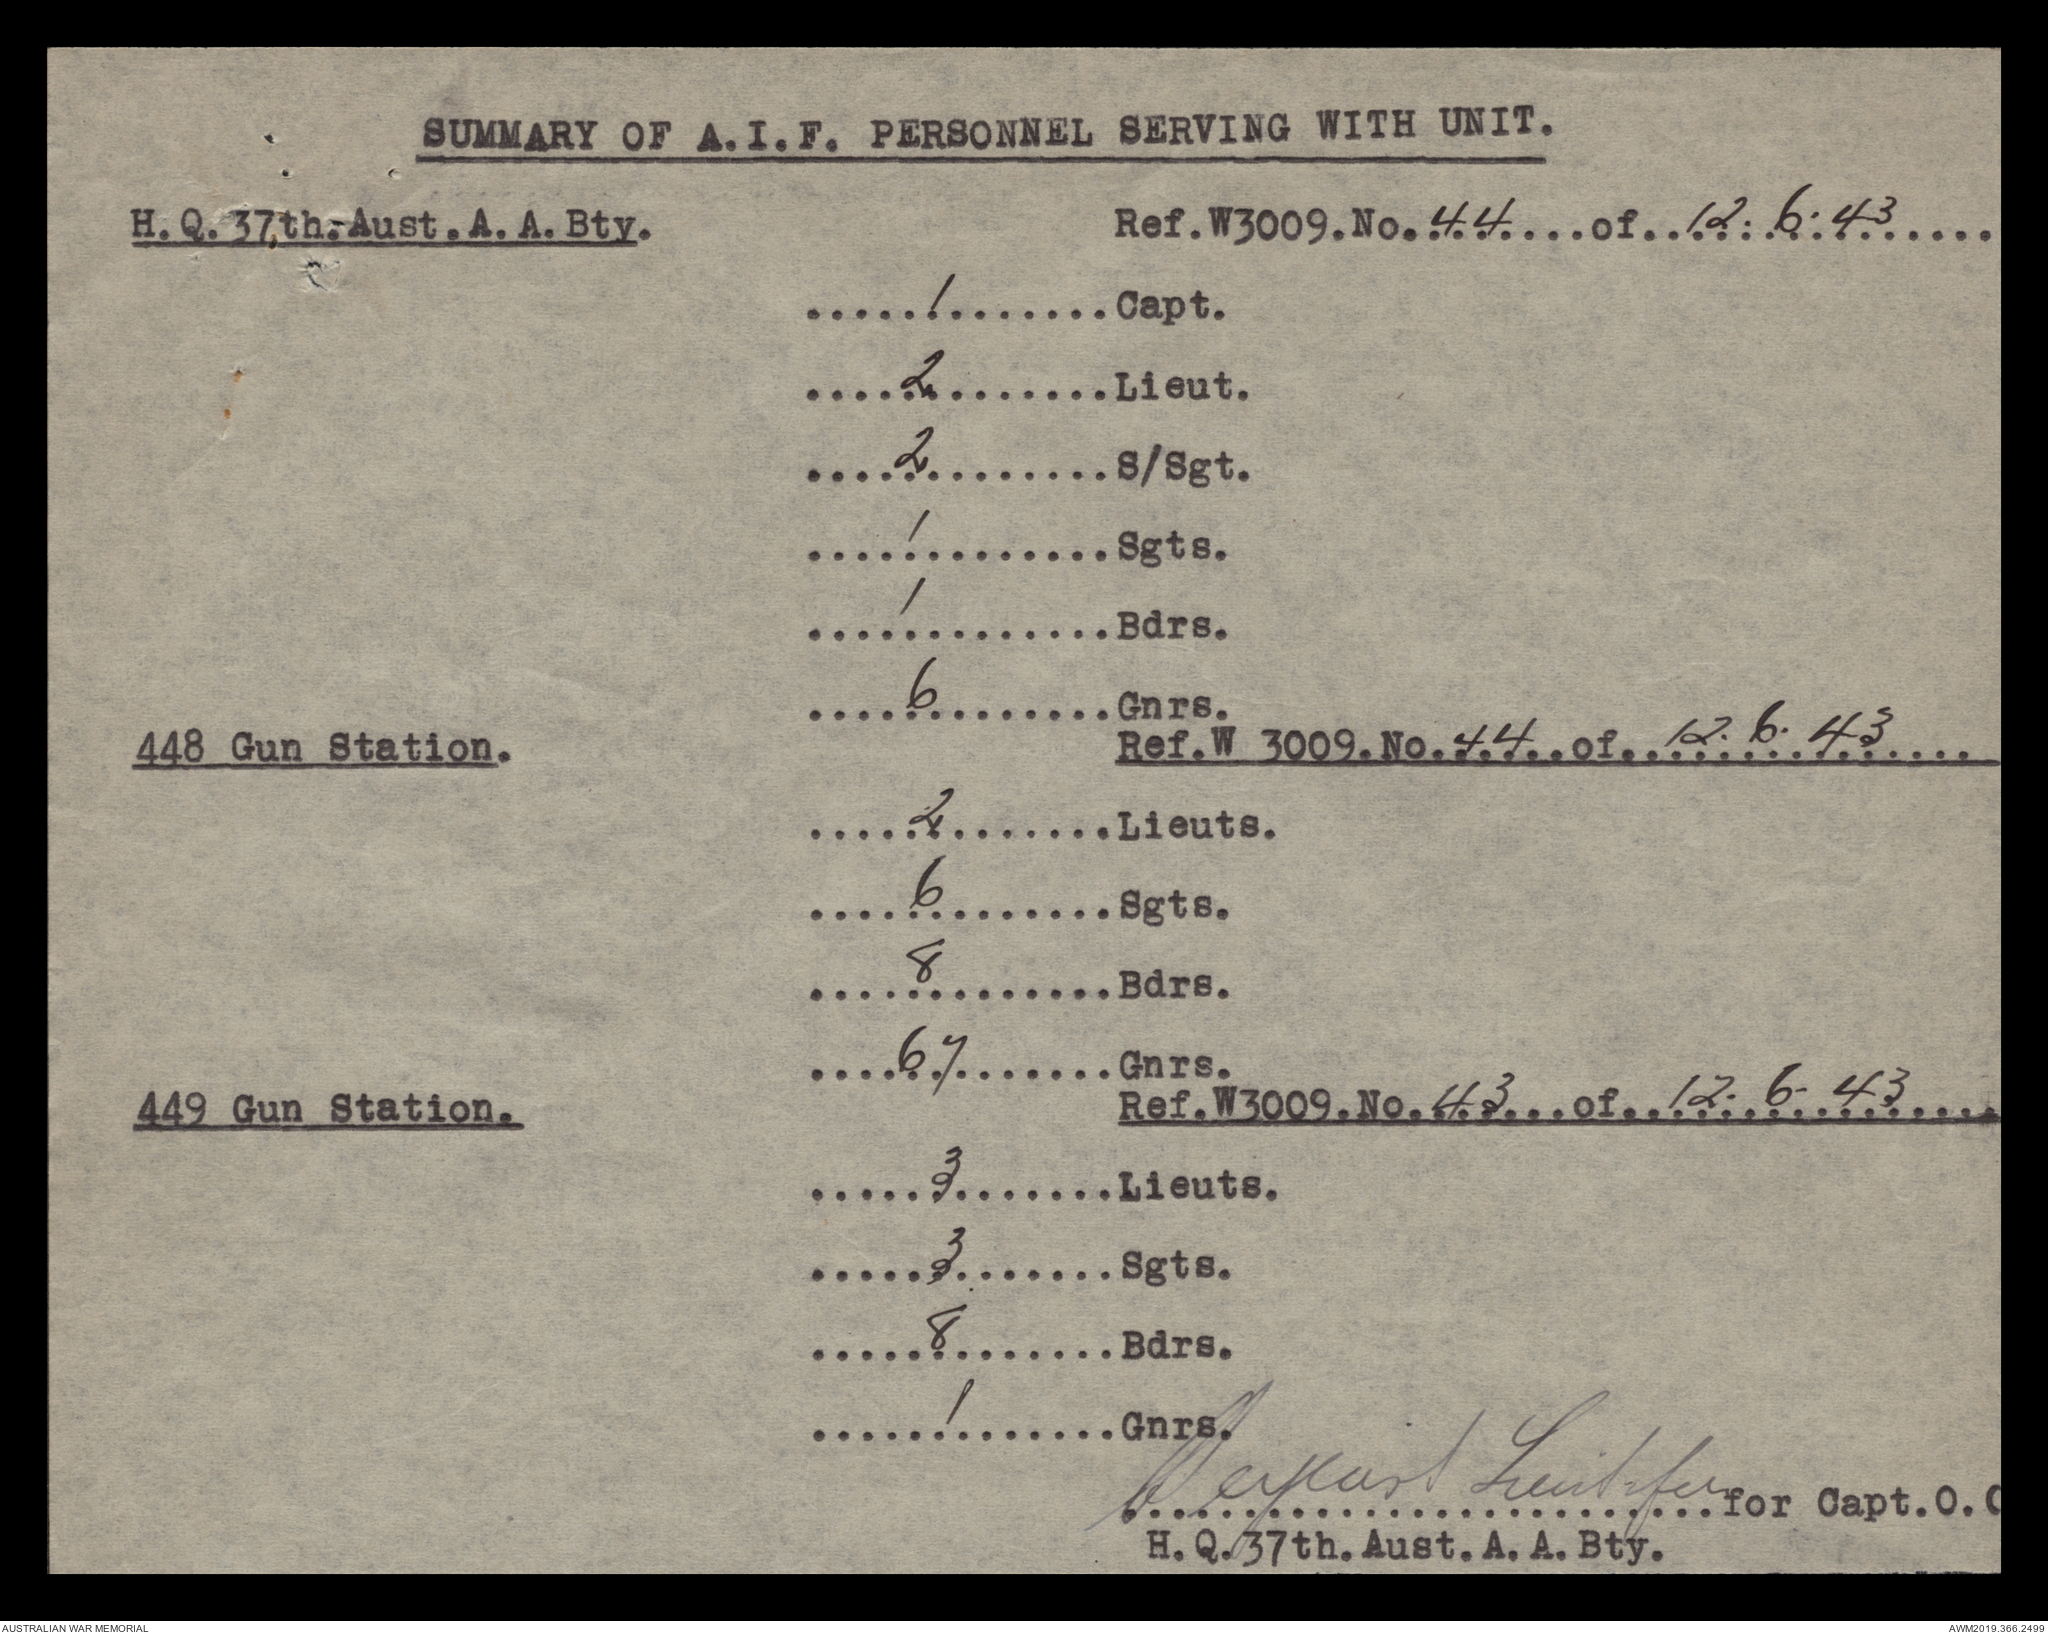 SUMMARY OF A.I.F. PERSONNEL SERVING WITH UNIT.
H.Q.37th.Aust.A.A.Bty. Ref.W3009.No.44....of..12.6.43.....
.....1.......Capt.
....2.......Lieut.
....2........S/Sgt.
....1........Sgts.
....1........Bdrs.
....6........Gnrs.
448 Gun Station. Ref.W 3009.No.44..of..12.6.43....
....2.......Lieuts.
....6........Sgts.
....8........Bdrs.
....67.......Gnrs.
449 Gun Station. Ref.W3009.No.43...of..12.6.43....
.....3.......Lieuts.
.....3.......Sgts.
.....8.......Bdrs.
.....1.......Gnrs.
Lieut. for Capt.O.C
H.Q.37th.Aust.A.A.Bty.
AUSTRALIAN WAR MEMORIAL AWM2019.366.2499